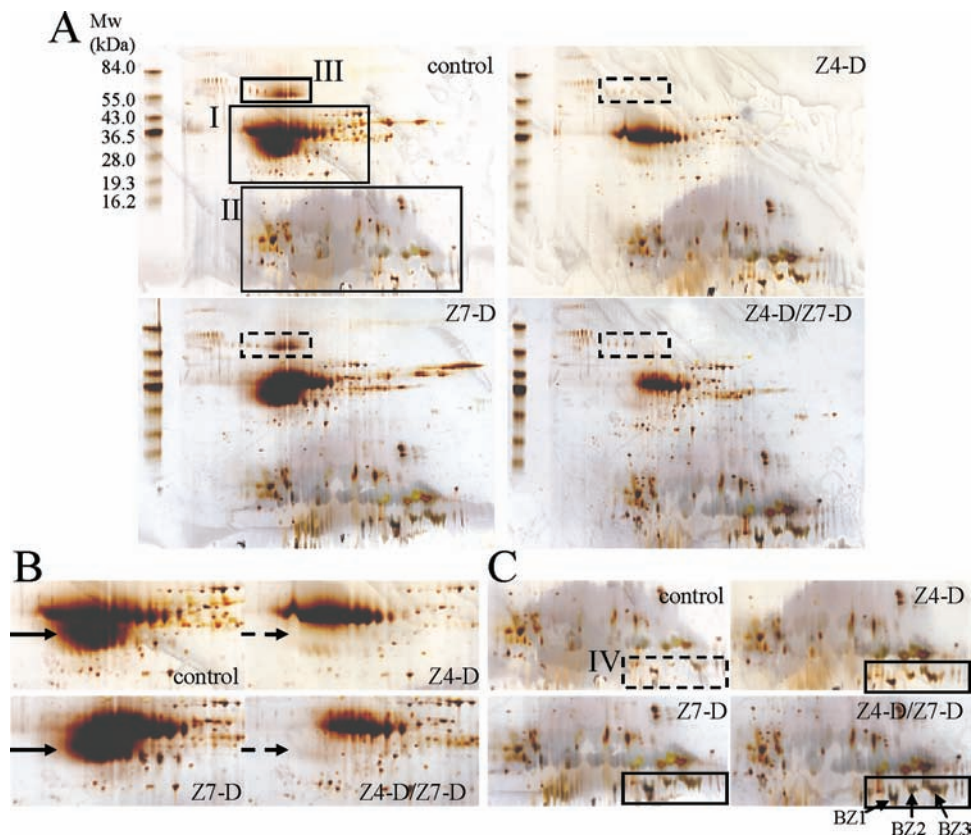 A
Mw
(kDa)
84.0
55.0
43.0
36.5
28.0
19.3
16.2
III
control
I
II
Z4-D
Z7-D
Z4-D/Z7-D
B
control
Z4-D
Z7-D
Z4-D/Z7-D
C
control
Z4-D
IV
Z7-D
Z4-D/Z7-D
BZ1
BZ2
BZ3